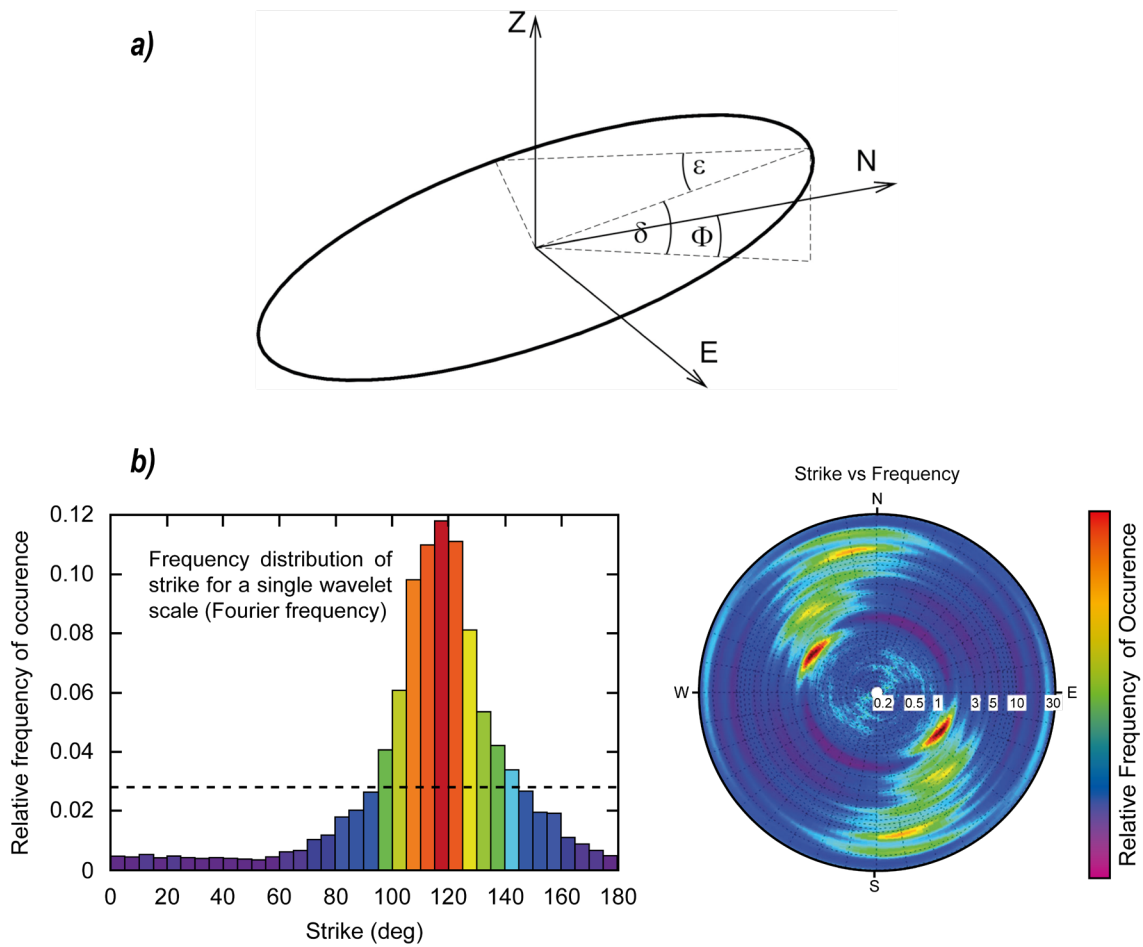 a)
Z
N
ε
δ
Φ
E
b)
Strike vs Frequency
N
0.12
0.10
0.08
0.06
0.04
0.02
0
Relative frequency of occurence
Frequency distribution of
strike for a single wavelet
scale (Fourier frequency)
0 20 40 60 80 100 120 140 160 180
Strike (deg)
W
0.2 0.5 1 3 5 10 30
E
S
Relative Frequency of Occurence